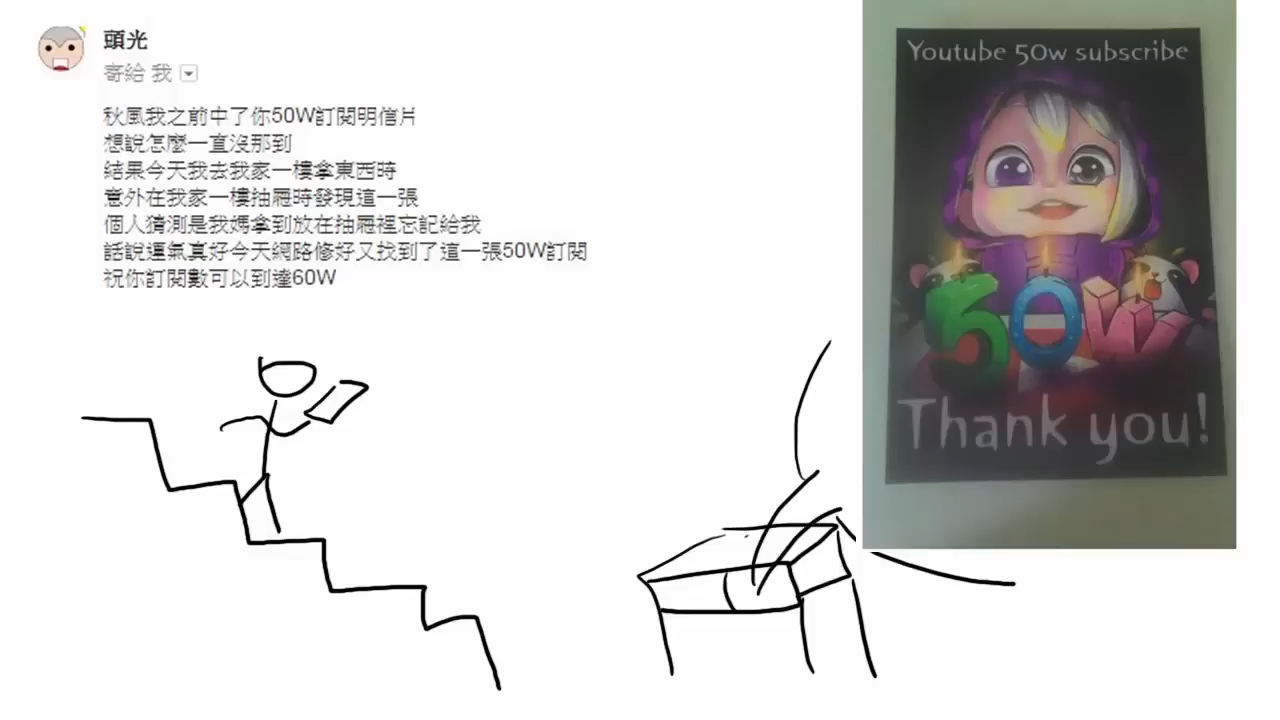 頭光
寄給 我
秋風我之前中了你50W訂閱明信片
想說怎麼一直沒那到
結果今天我去我家一樓拿東西時
意外在我家一樓抽屜時發現這一張
個人猜測是我媽拿到放在抽屜裡忘記給我
話說運氣真好今天網路修好又找到了這一張50W訂閱
祝你訂閱數可以到達60W
Youtube 50w subscribe
50W
Thank you!